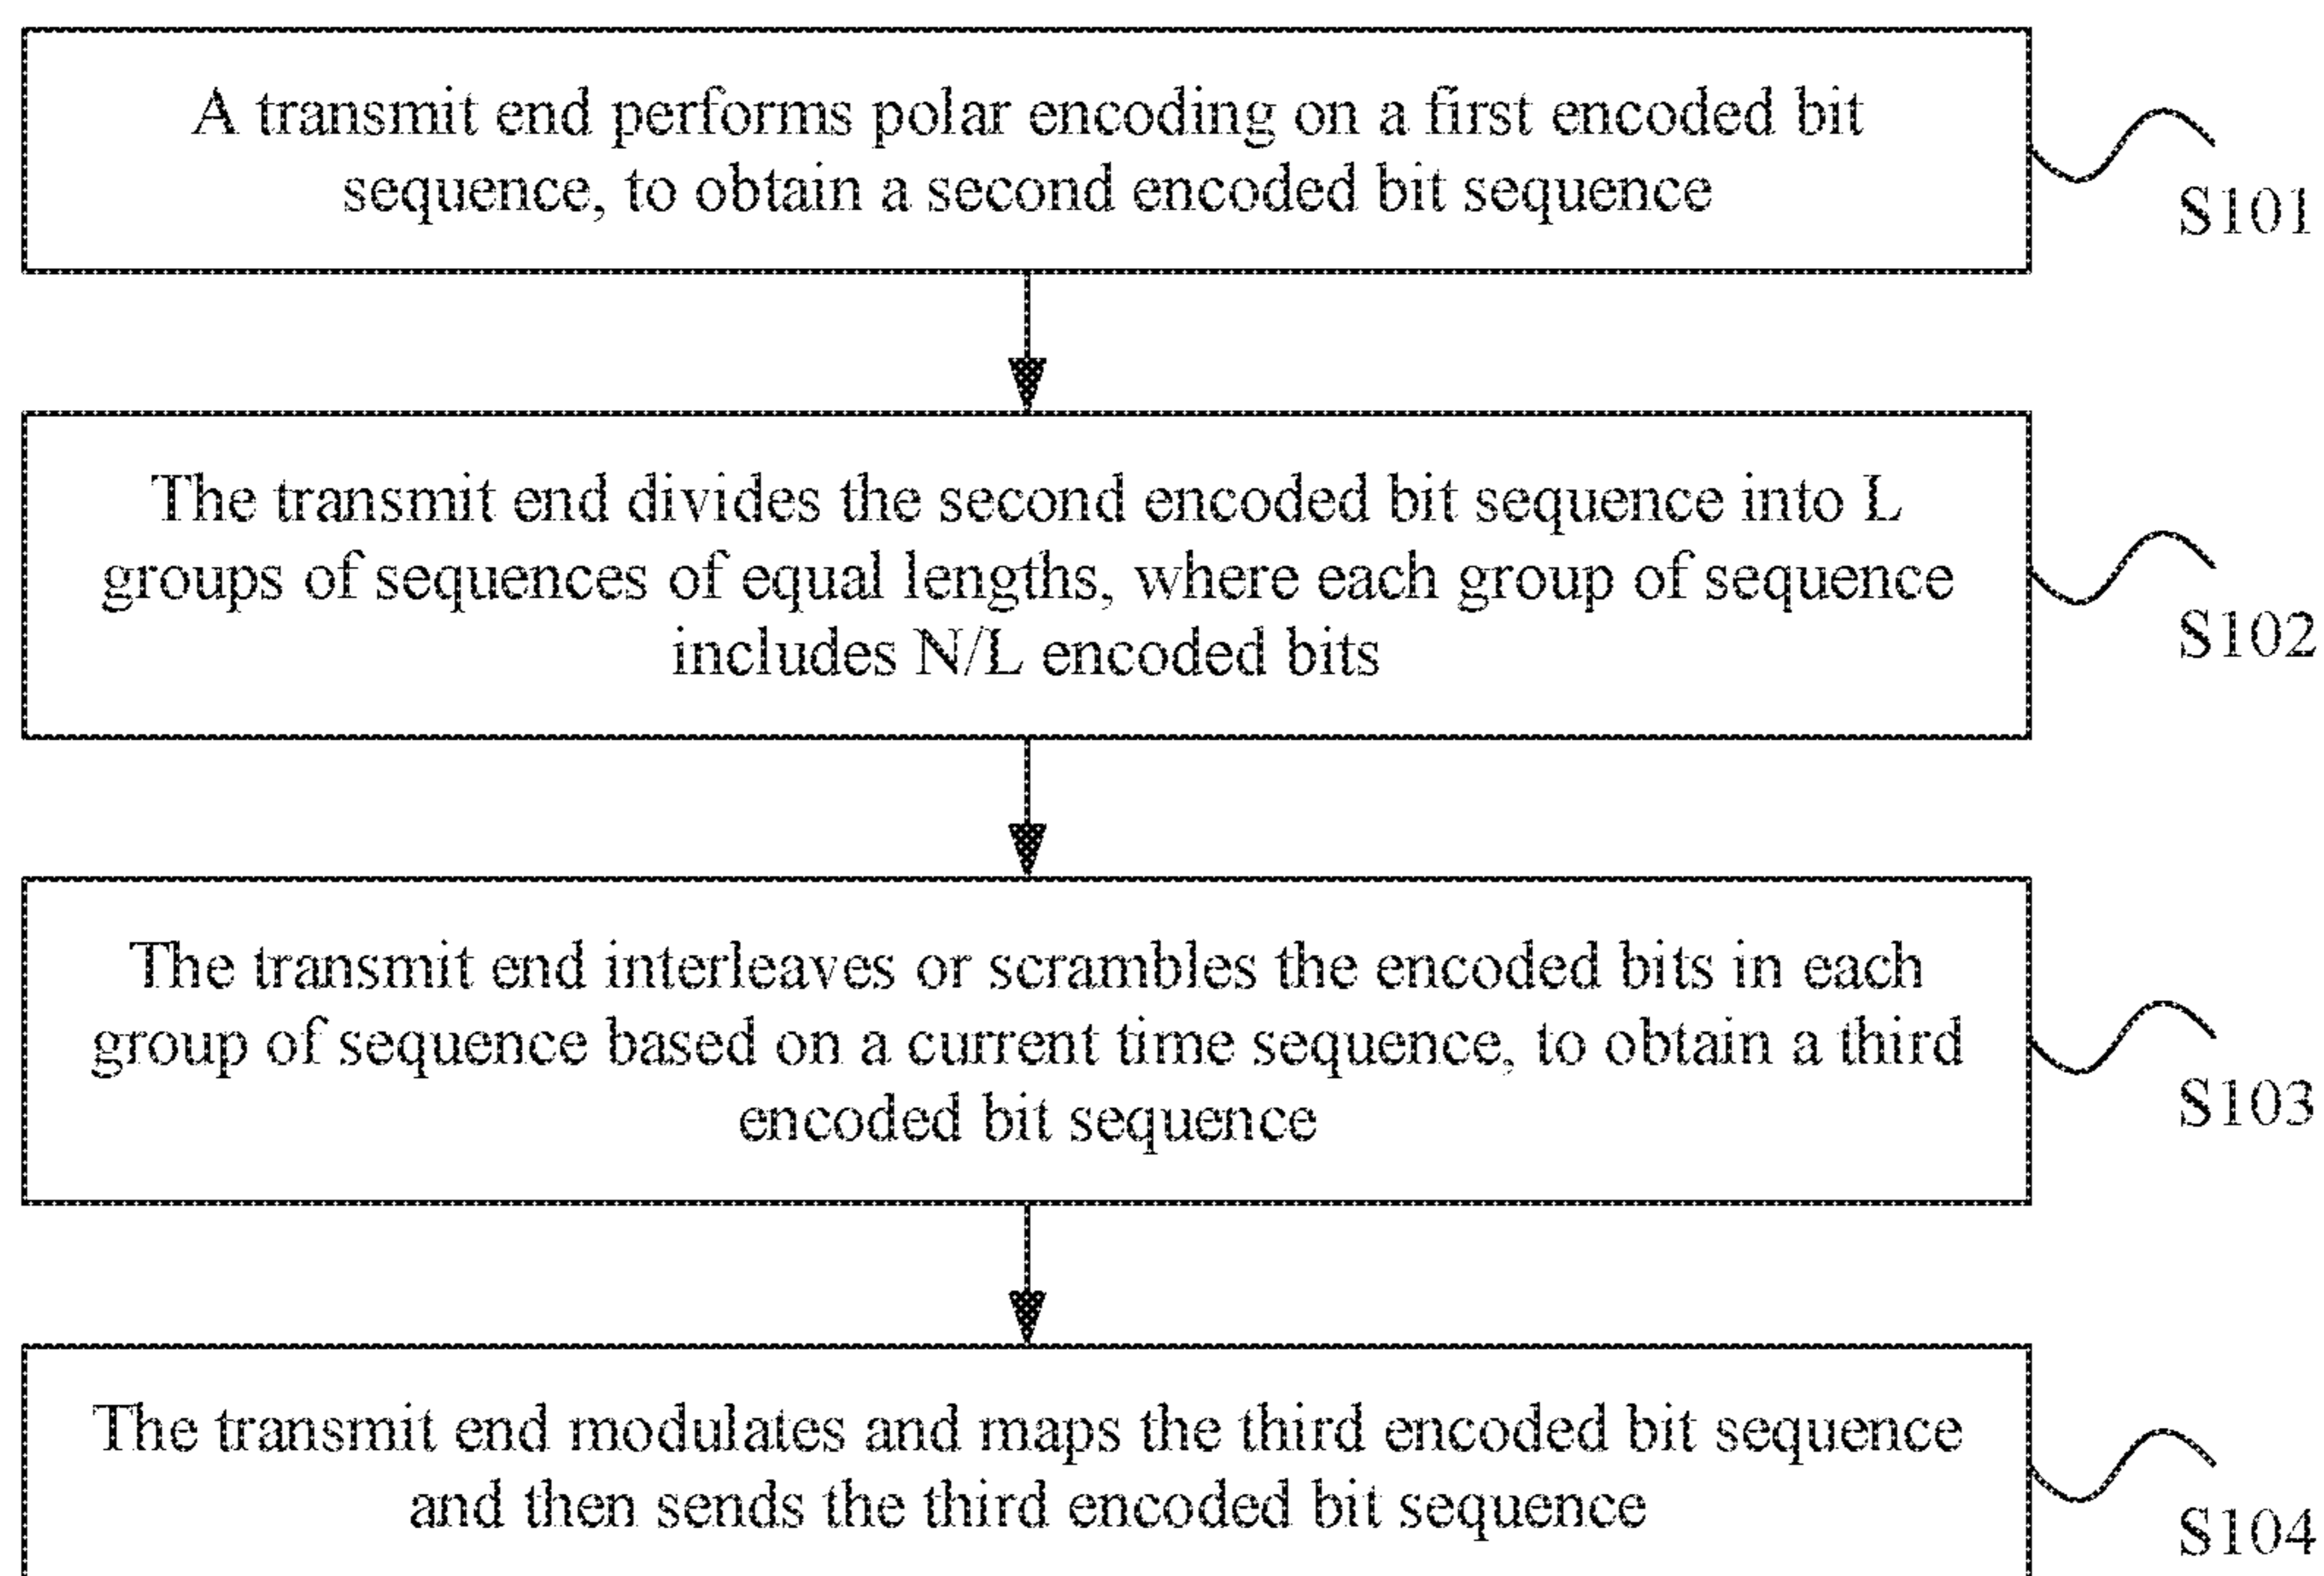 A transmit end performs polar encoding on a first encoded bit
sequence, to obtain a second encoded bit sequence
S101
The transmit end divides the second encoded bit sequence into L
groups of sequences of equal lengths, where each group of sequence
includes N/L encoded bits
S102
The transmit end interleaves or scrambles the encoded bits in each
group of sequence based on a current time sequence, to obtain a third
encoded bit sequence
S103
The transmit end modulates and maps the third encoded bit sequence
and then sends the third encoded bit sequence
S104